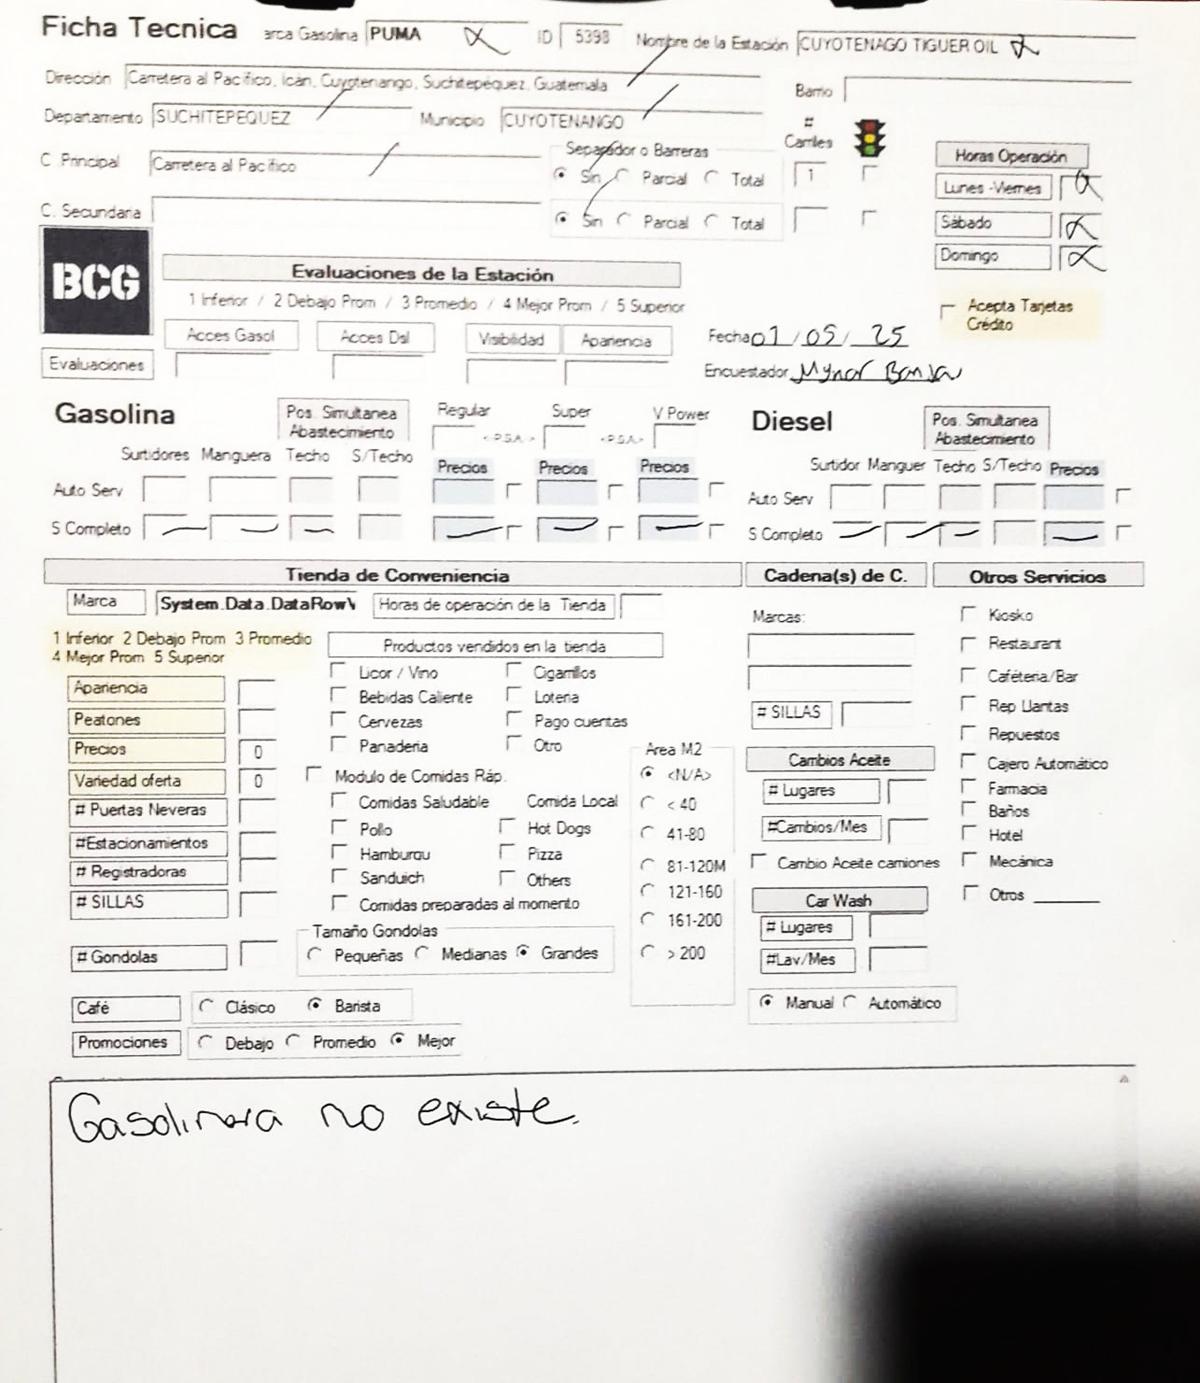 Ficha Tecnica arca Gasolina PUMA ID 5398 Nombre de la Estación CUYOTENAGO TIGUER OIL
Dirección Carretera al Pacífico, Icán, Cuyotenango, Suchitepéquez, Guatemala Barrio
Departamento SUCHITEPEQUEZ Municipio CUYOTENANGO # Carriles
C Principal Carretera al Pacífico Separador o Barreras Sin Parcial Total 1
Horas Operación
Lunes -Viernes
C. Secundaria Sin Parcial Total Sábado
Domingo
BCG
Evaluaciones de la Estación
1 Inferior / 2 Debajo Prom / 3 Promedio / 4 Mejor Prom / 5 Superior
Acepta Tarjetas Crédito
Acces Gasol Acces Dsl Visibilidad Apariencia Fecha 01/05/25
Evaluaciones Encuestador Mynor
Gasolina Pos. Simultanea Abastecimiento Regular <-P.S.A.-> Super <-P.S.A.-> V Power Diesel Pos. Simultanea Abastecimiento
Surtidores Manguera Techo S/Techo Precios Precios Precios Surtidor Manguer Techo S/Techo Precios
Auto Serv Auto Serv
S Completo S Completo
Tienda de Conveniencia Cadena(s) de C. Otros Servicios
Marca System.Data.DataRowV Horas de operación de la Tienda
1 Inferior 2 Debajo Prom 3 Promedio
4 Mejor Prom 5 Superior
Productos vendidos en la tienda
Apariencia
Peatones
Precios 0
Variedad oferta 0
# Puertas Neveras
#Estacionamientos
# Registradoras
# SILLAS
# Gondolas
Licor / Vino Cigarrillos
Bebidas Caliente Loteria
Cervezas Pago cuentas
Panaderia Otro
Modulo de Comidas Ráp.
Comidas Saludable Comida Local
Pollo Hot Dogs
Hamburqu Pizza
Sanduich Others
Comidas preparadas al momento
Tamaño Gondolas
Pequeñas Medianas Grandes
Area M2
<N/A>
< 40
41-80
81-120M
121-160
161-200
> 200
Marcas:
# SILLAS
Cambios Aceite
# Lugares
#Cambios/Mes
Cambio Aceite camiones
Car Wash
# Lugares
#Lav/Mes
Manual Automático
Kiosko
Restaurant
Caféteria/Bar
Rep Llantas
Repuestos
Cajero Automático
Farmacia
Baños
Hotel
Mecánica
Otros
Café Clásico Barista
Promociones Debajo Promedio Mejor
Gasolinera no existe.